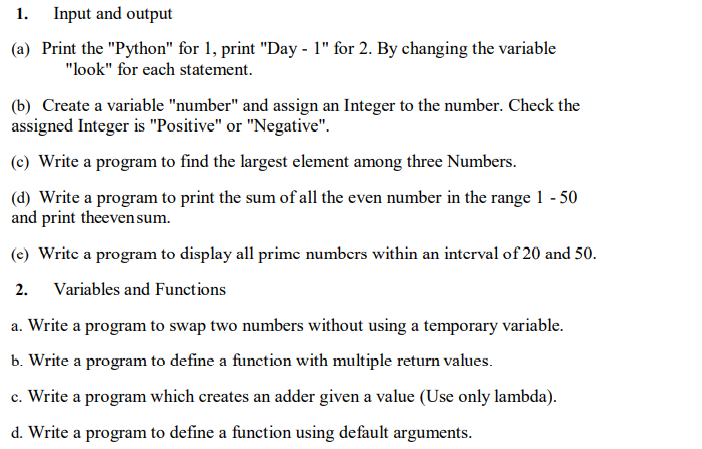 1. Input and output
(a) Print the "Python" for 1, print "Day - 1" for 2. By changing the variable
"look" for each statement.
(b) Create a variable "number" and assign an Integer to the number. Check the
assigned Integer is "Positive" or "Negative".
(c) Write a program to find the largest element among three Numbers.
(d) Write a program to print the sum of all the even number in the range 1 - 50
and print theevensum.
(e) Write a program to display all prime numbers within an interval of 20 and 50.
2. Variables and Functions
a. Write a program to swap two numbers without using a temporary variable.
b. Write a program to define a function with multiple return values.
c. Write a program which creates an adder given a value (Use only lambda).
d. Write a program to define a function using default arguments.